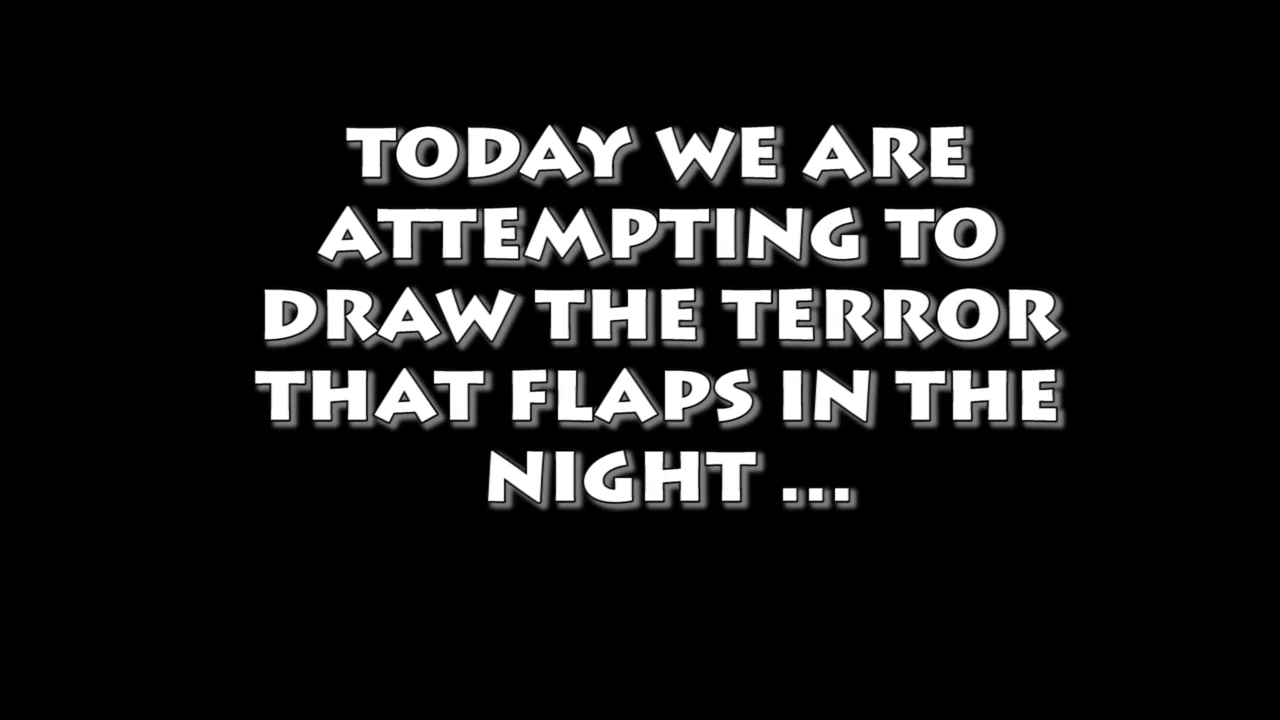 TODAY WE ARE
ATTEMPTING TO
DRAW THE TERROR
THAT FLAPS IN THE
NIGHT ...